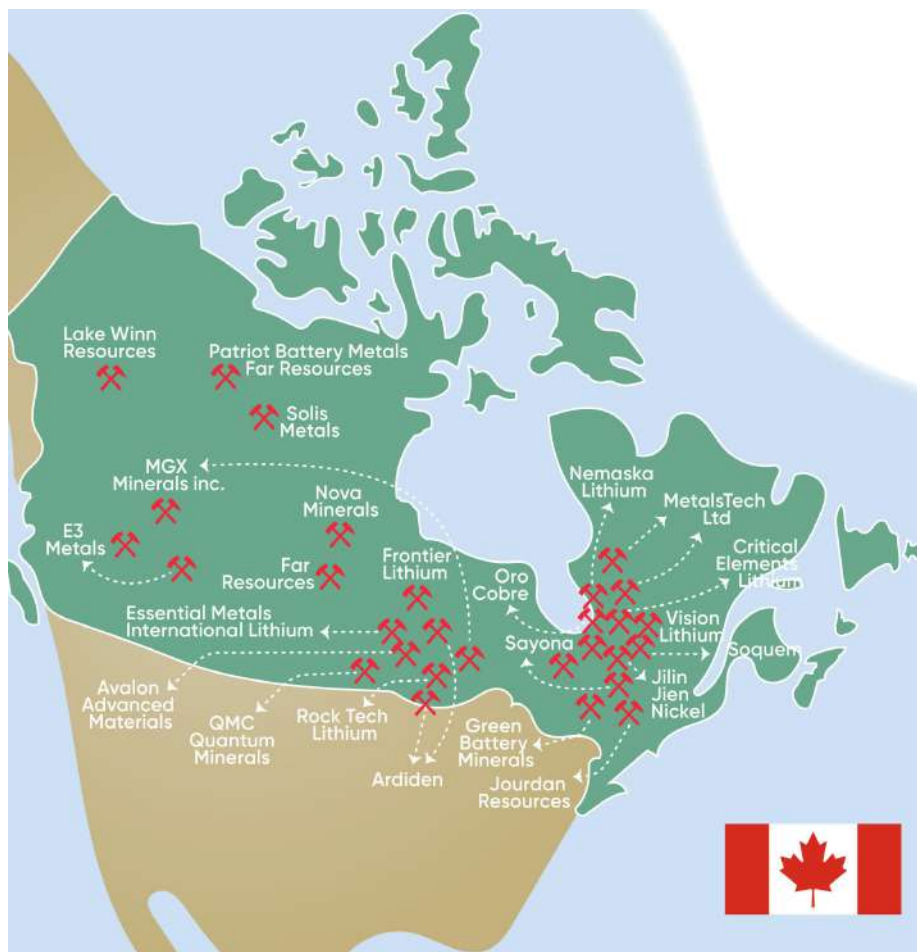 Lake Winn
Resources
Patriot Battery Metals
Far Resources
Solis
Metals
MGX
Minerals inc.
Nova
Minerals
E3
Metals
Far
Resources
Frontier
Lithium
Essential Metals
International Lithium
Avalon
Advanced
Materials
QMC
Quantum
Minerals
Rock Tech
Lithium
Ardiden
Nemaska
Lithium
MetalsTech
Ltd
Critical
Elements
Lithium
Oro
Cobre
Sayona
Vision
Lithium
Soquem
Jilin
Jien
Nickel
Green
Battery
Minerals
Jourdan
Resources